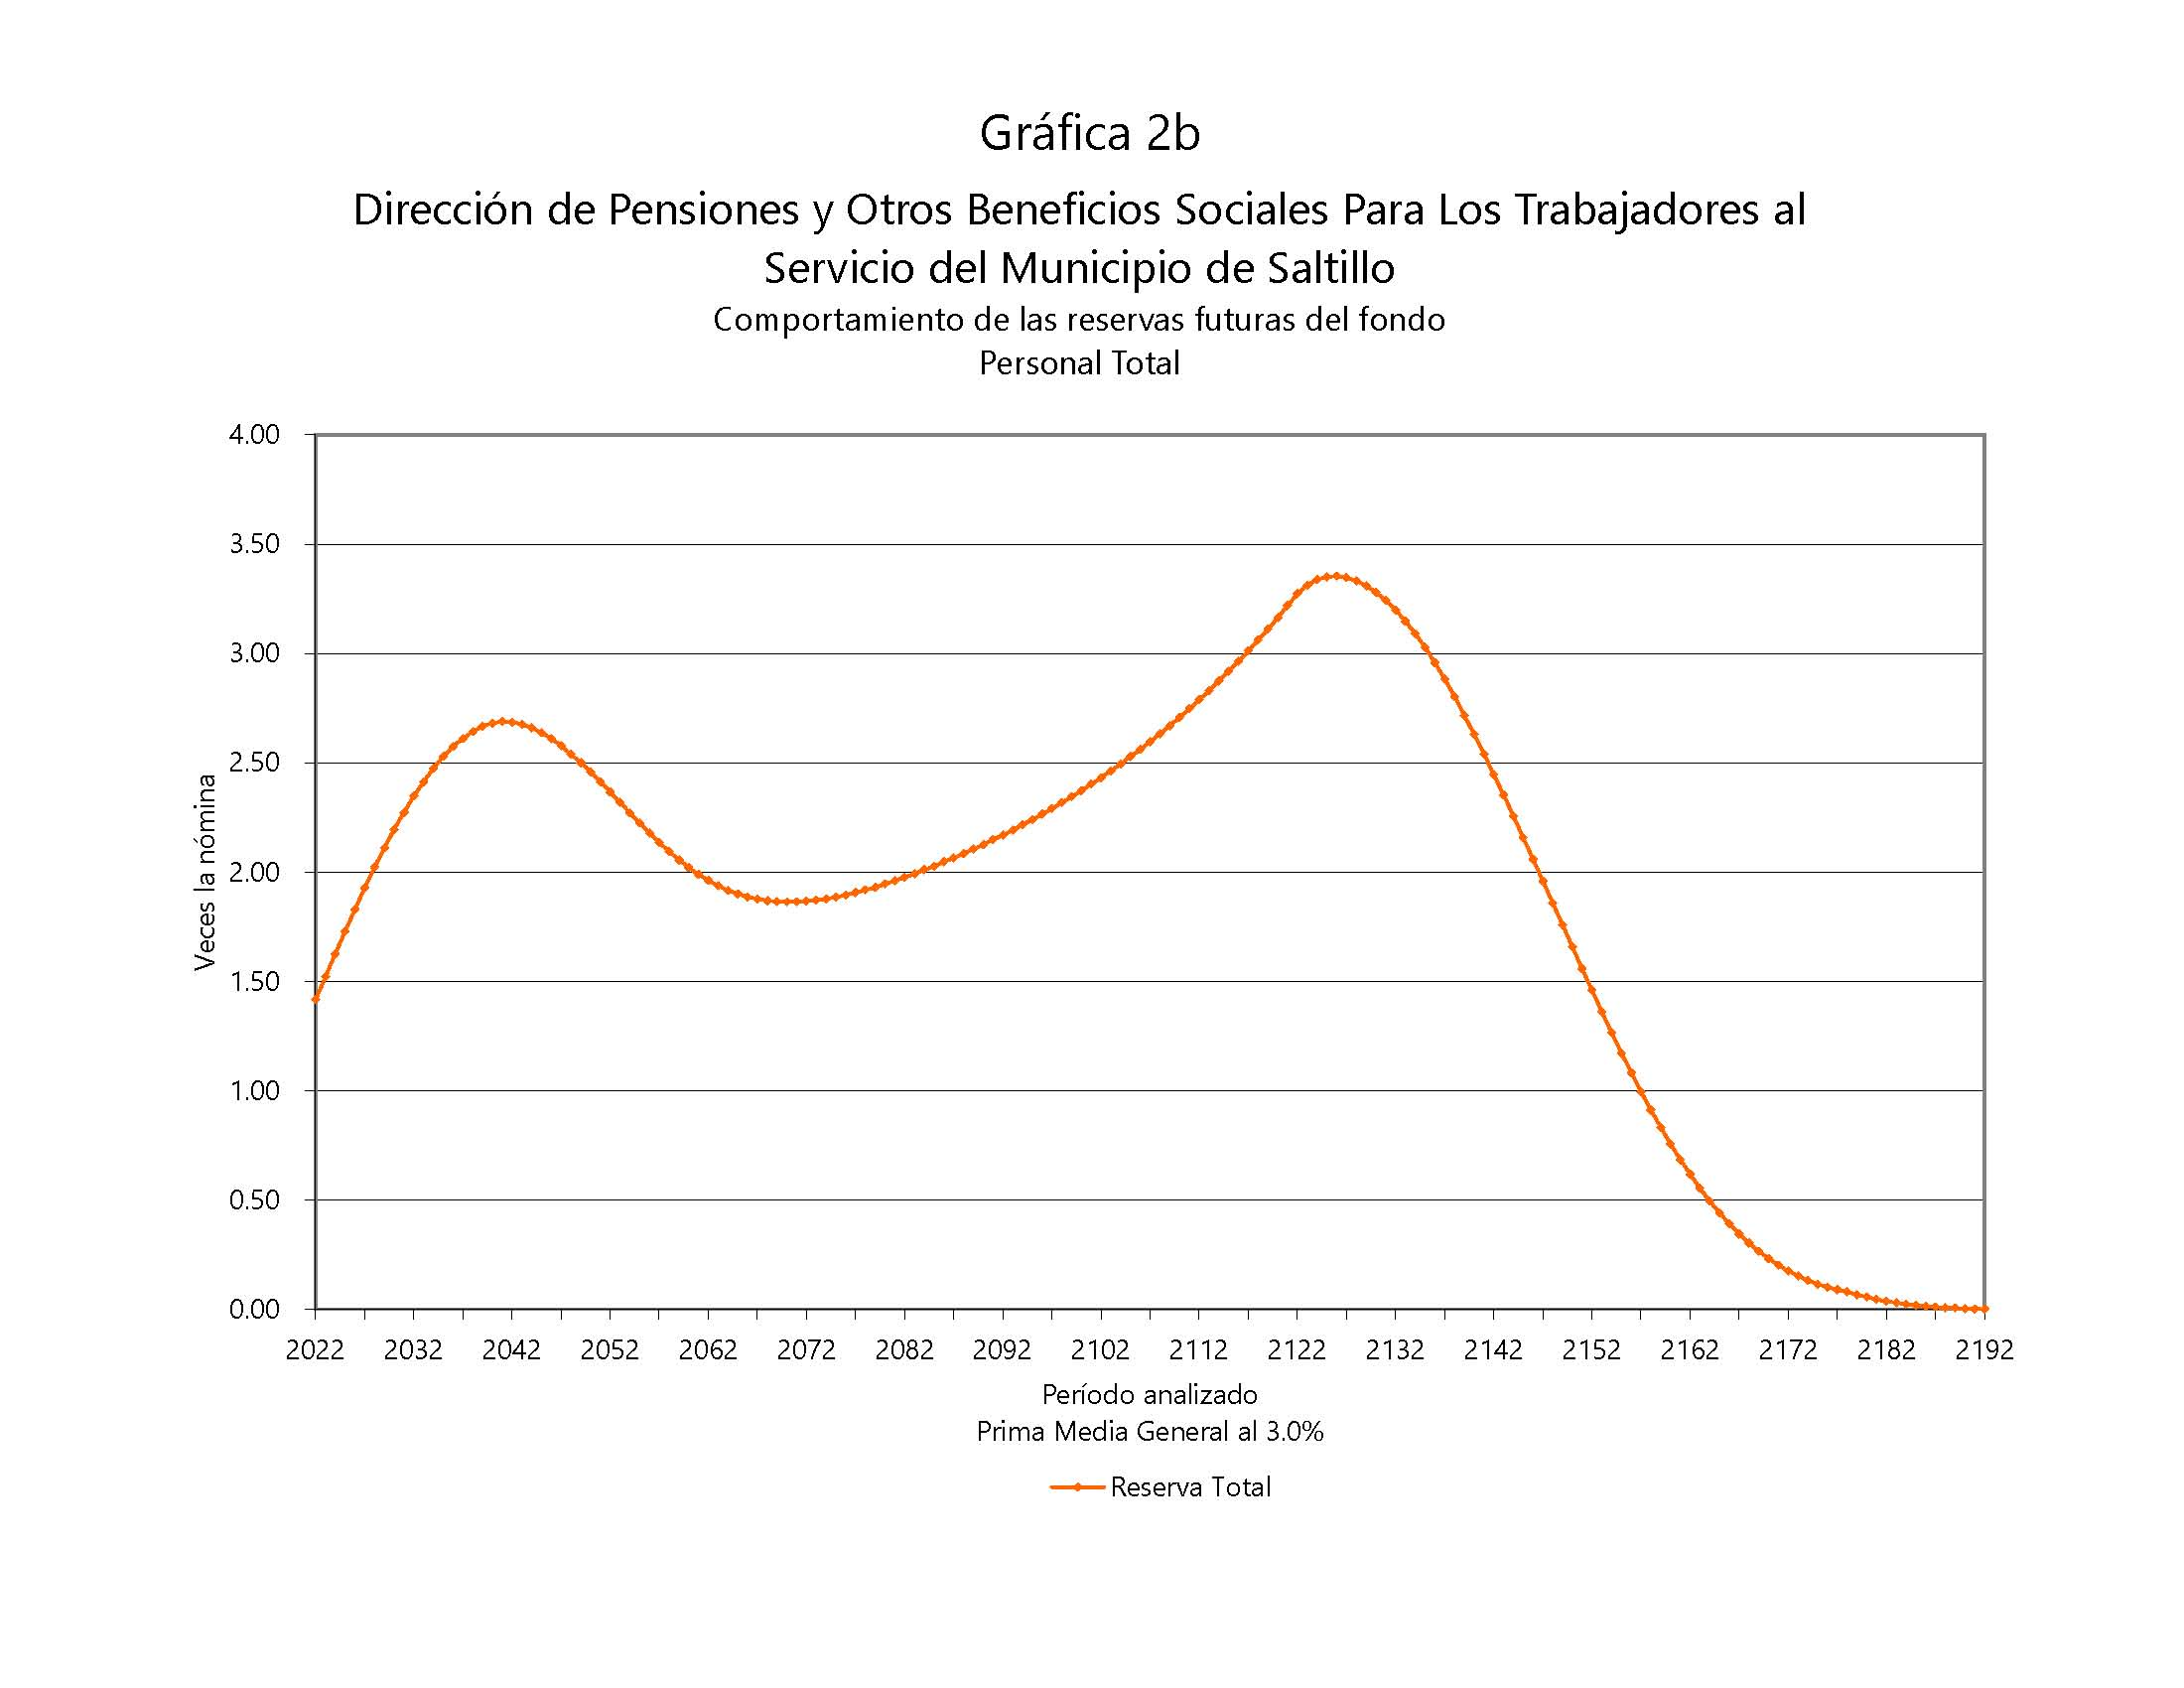 Gráfica 2b
Dirección de Pensiones y Otros Beneficios Sociales Para Los Trabajadores al
Servicio del Municipio de Saltillo
Comportamiento de las reservas futuras del fondo
Personal Total
4.00
3.50
3.00
2.50
2.00
1.50
1.00
0.50
0.00
Veces la nómina
2022 2032 2042 2052 2062 2072 2082 2092 2102 2112 2122 2132 2142 2152 2162 2172 2182 2192
Período analizado
Prima Media General al 3.0%
Reserva Total